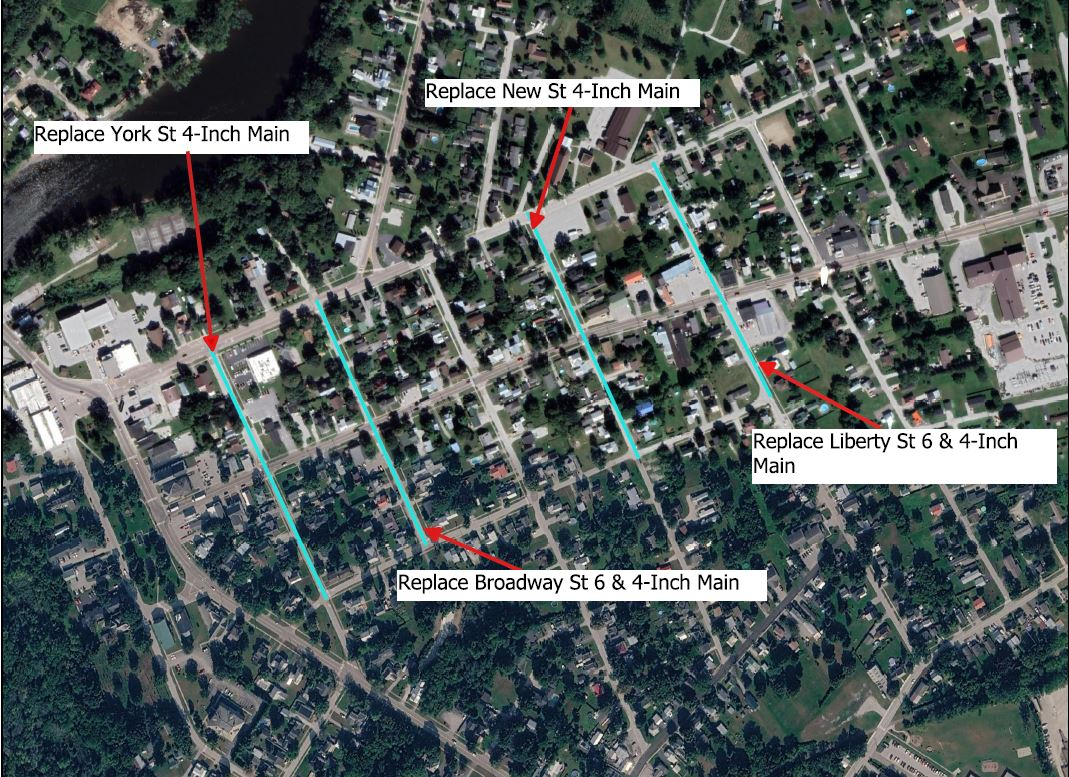 Replace New St 4-Inch Main
Replace York St 4-Inch Main
Replace Liberty St 6 & 4-Inch
Main
Replace Broadway St 6 & 4-Inch Main